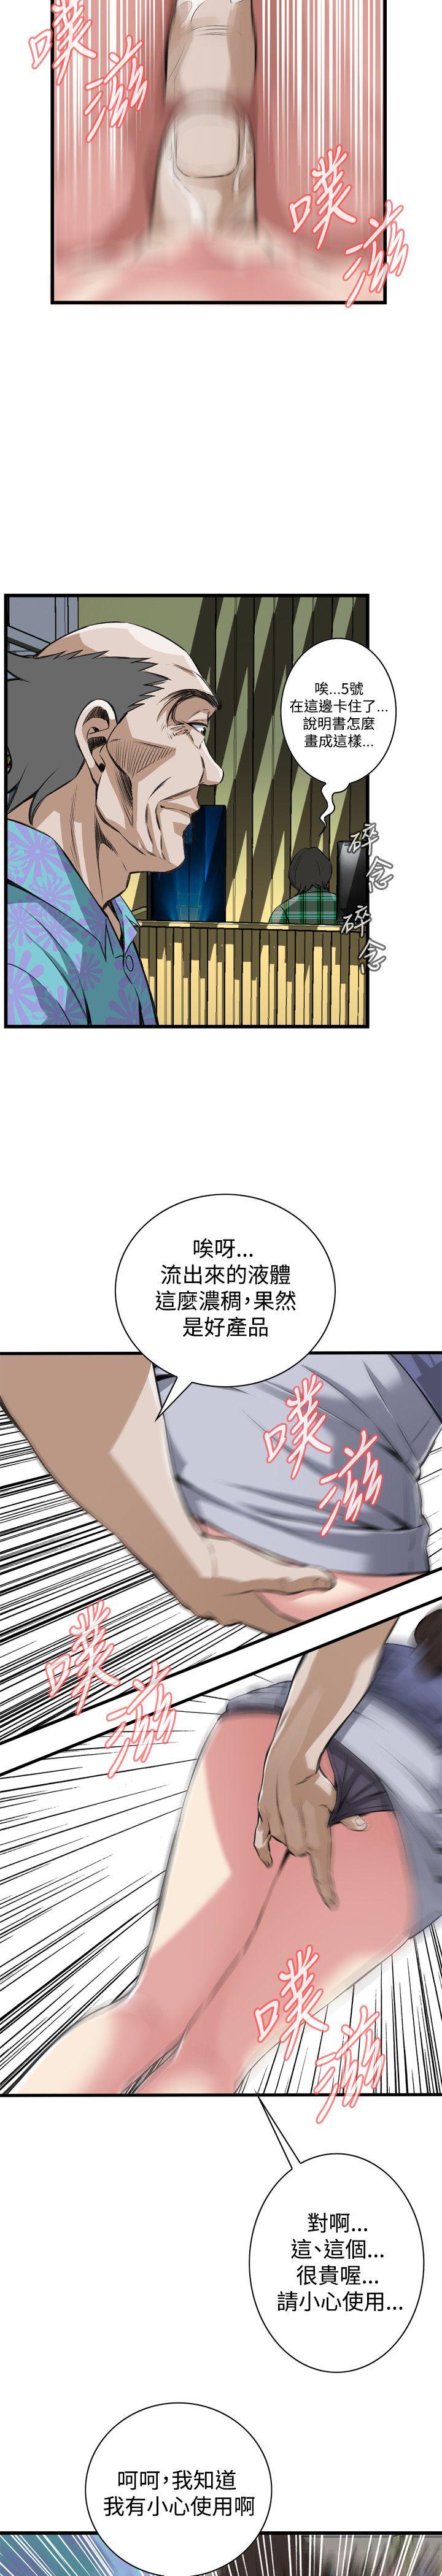 噗
滋
噗
滋
唉...5號
在這邊卡住了...
說明書怎麼
畫成這樣...
碎
念
碎
念
唉呀...
流出來的液體
這麼濃稠，果然
是好產品
噗
滋
噗
滋
噗
滋
對啊...
這、這個...
很貴喔...
請小心使用...
呵呵，我知道
我有小心使用啊